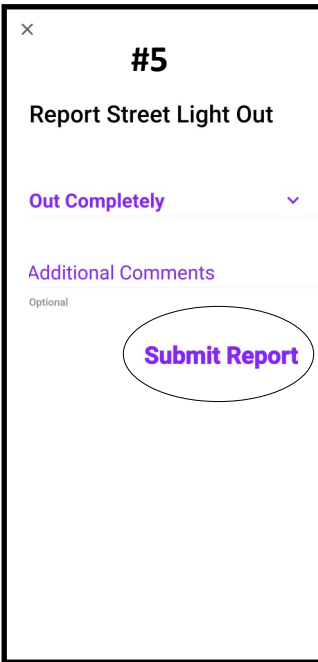 #5
Report Street Light Out
Out Completely
Additional Comments
Optional
Submit Report